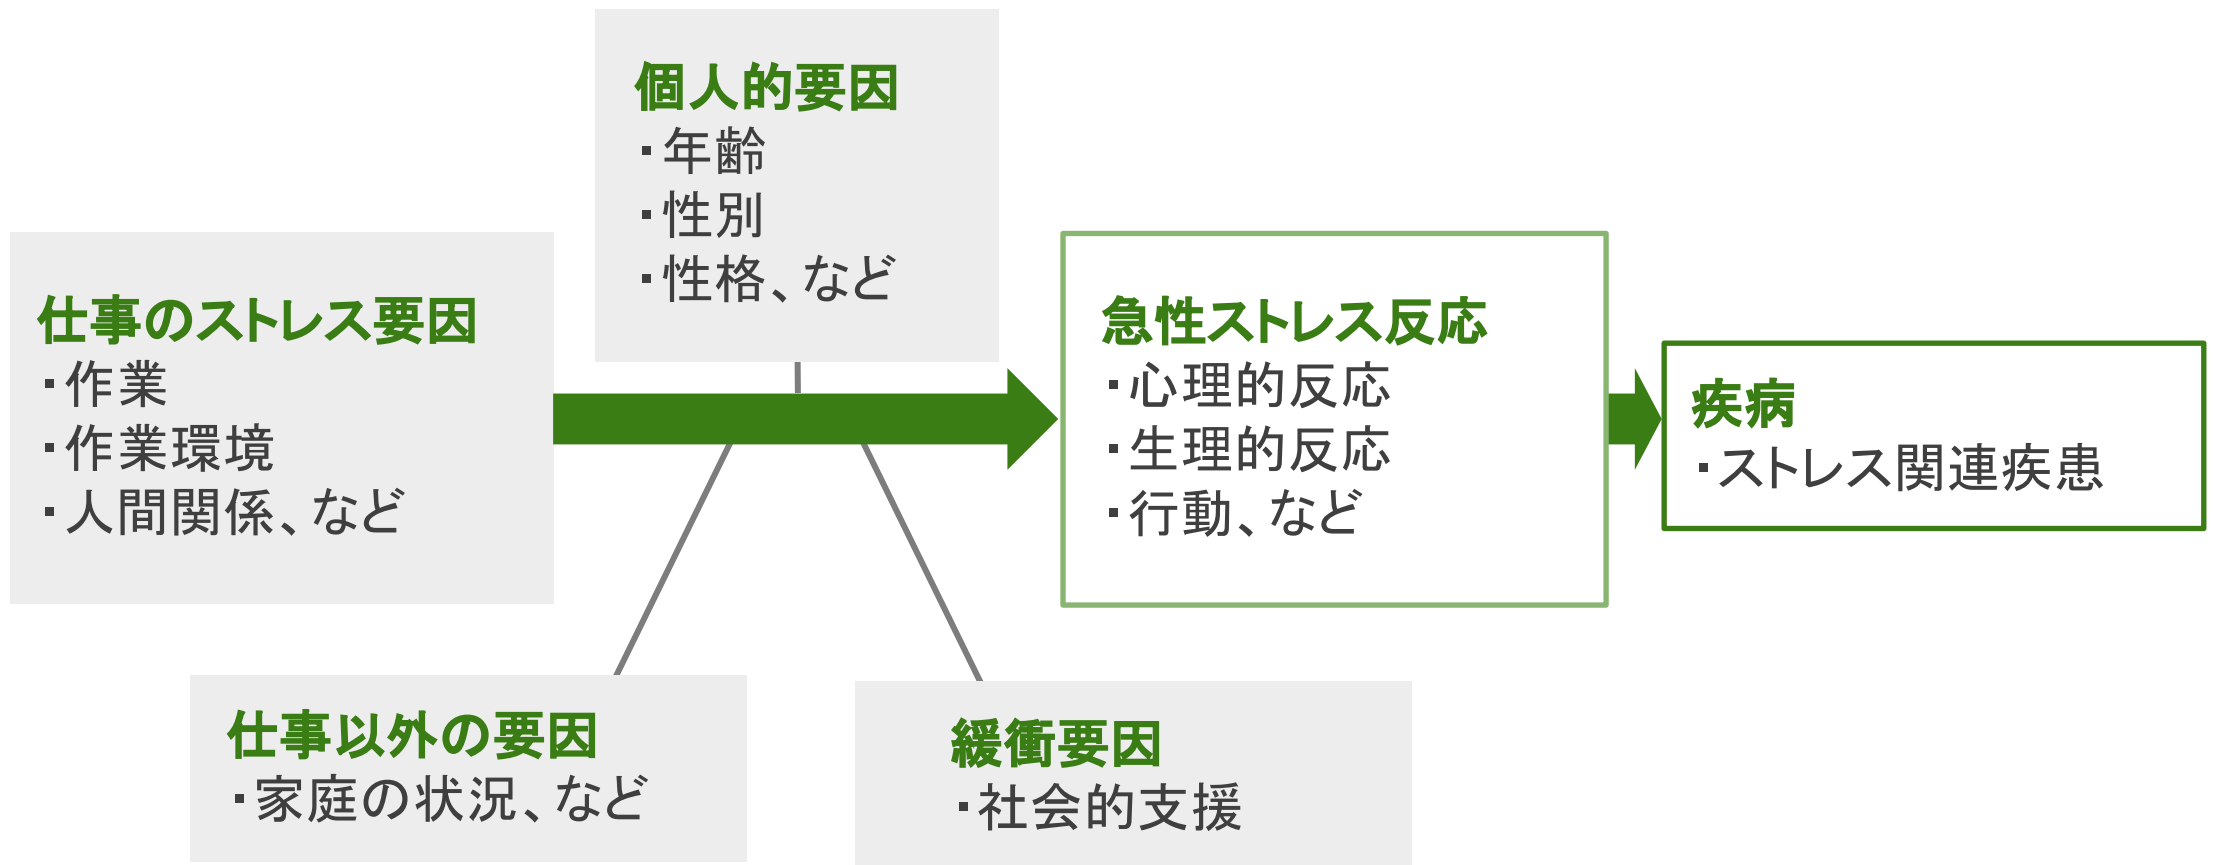 個人的要因
・年齢
・性別
・性格、など
仕事のストレス要因
・作業
・作業環境
・人間関係、など
急性ストレス反応
・心理的反応
・生理的反応
・行動、など
疾病
・ストレス関連疾患
仕事以外の要因
・家庭の状況、など
緩衝要因
・社会的支援